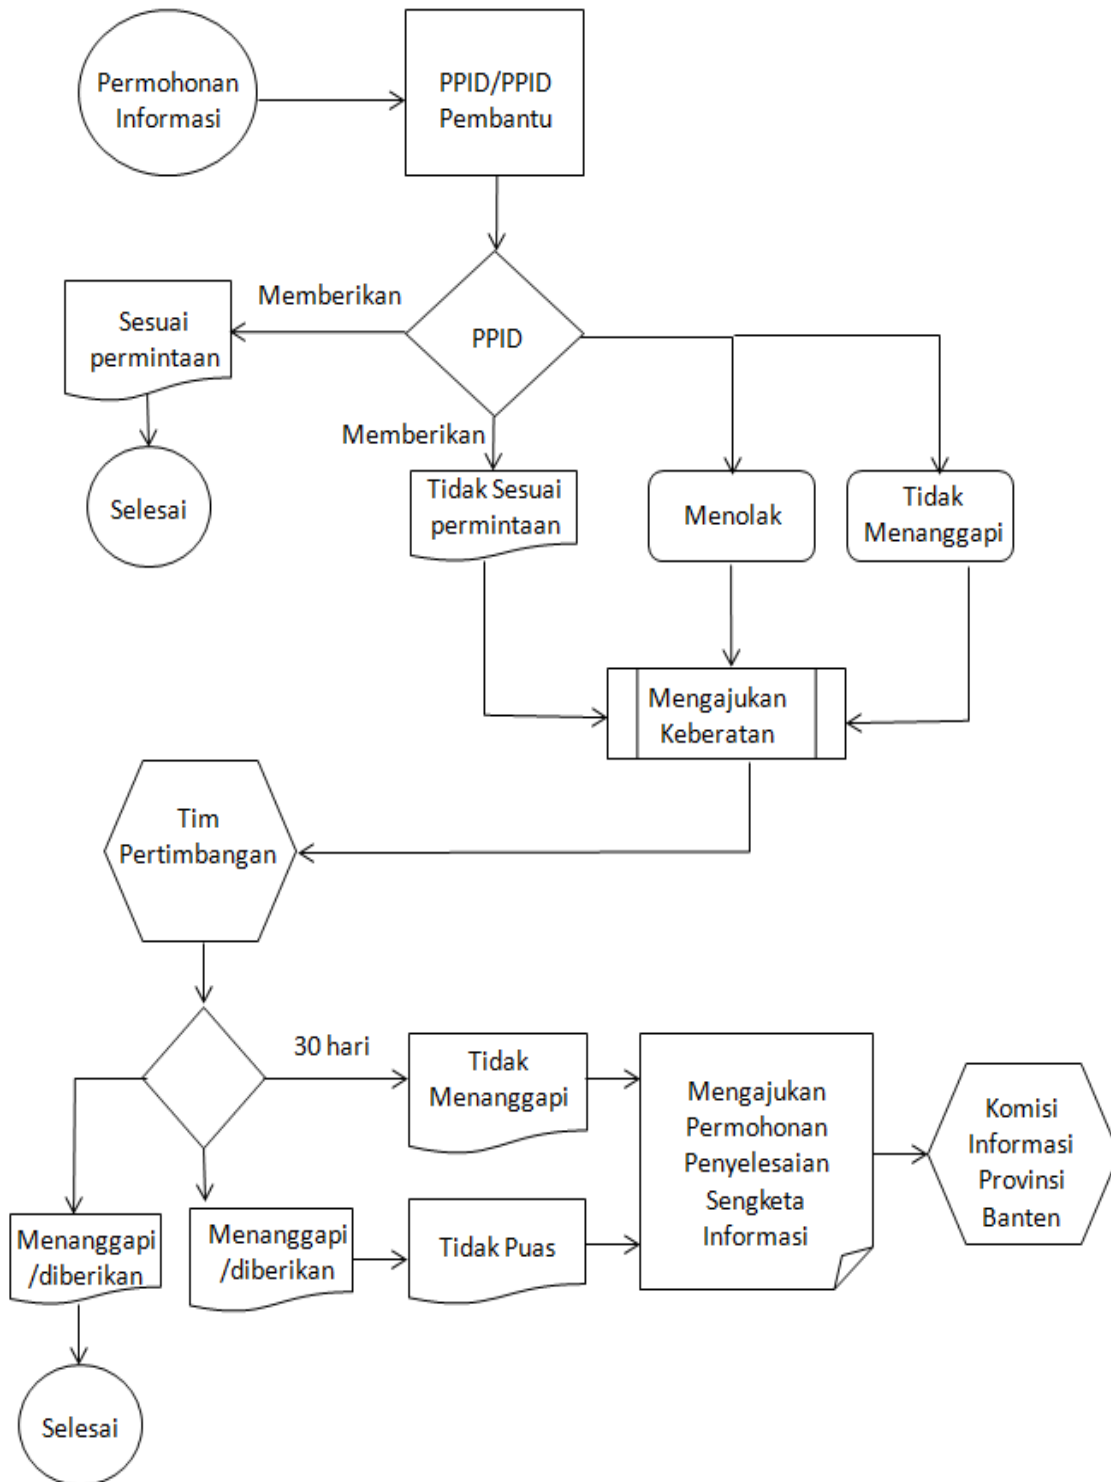 Permohonan
Informasi
PPID/PPID
Pembantu
Memberikan
Sesuai
permintaan
PPID
Selesai
Memberikan
Tidak Sesuai
permintaan
Menolak
Tidak
Menanggapi
Mengajukan
Keberatan
Tim
Pertimbangan
30 hari
Tidak
Menanggapi
Mengajukan
Permohonan
Penyelesaian
Sengketa
Informasi
Komisi
Informasi
Provinsi
Banten
Menanggapi
/diberikan
Menanggapi
/diberikan
Tidak Puas
Selesai